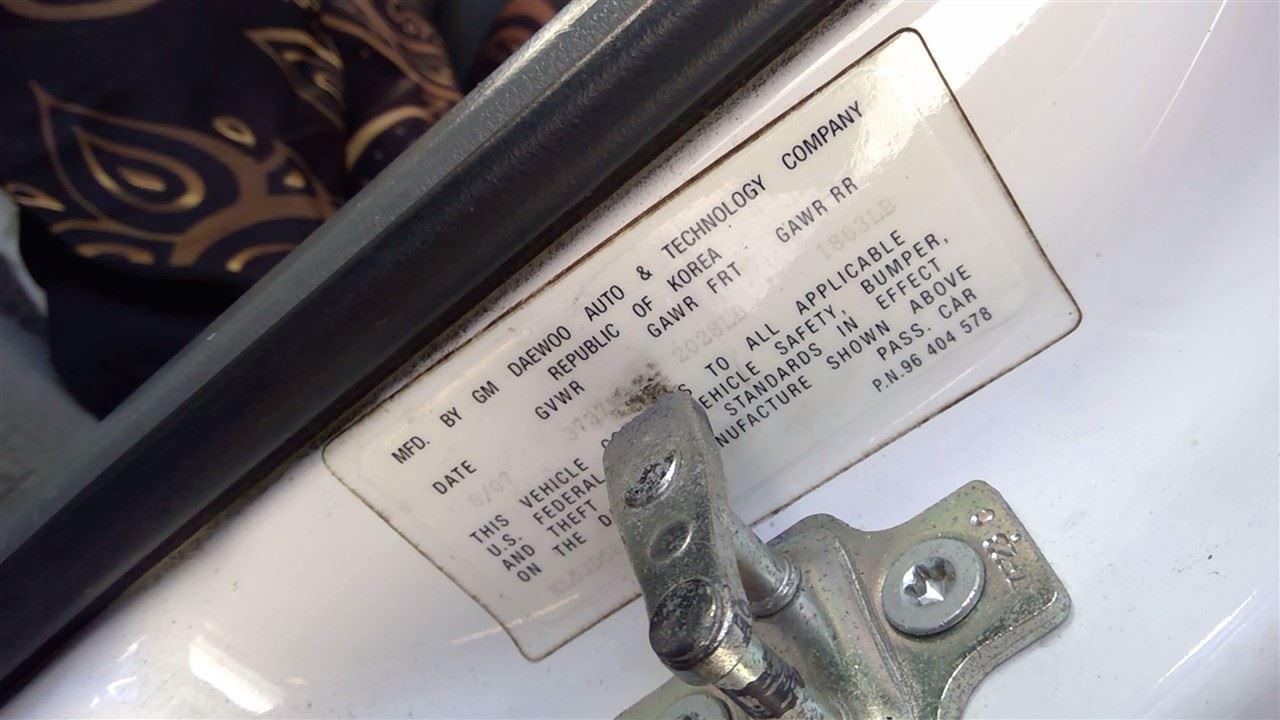 MFD. BY GM DAEWOO AUTO & TECHNOLOGY COMPANY
REPUBLIC OF KOREA
DATE GVWR GAWR FRT GAWR RR
6/07 2028LB 1863LB
THIS VEHICLE TO ALL APPLICABLE
U.S. FEDERAL VEHICLE SAFETY, BUMPER,
AND THEFT STANDARDS IN EFFECT
ON THE NUFACTURE SHOWN ABOVE
PASS. CAR
P.N.96 404 578